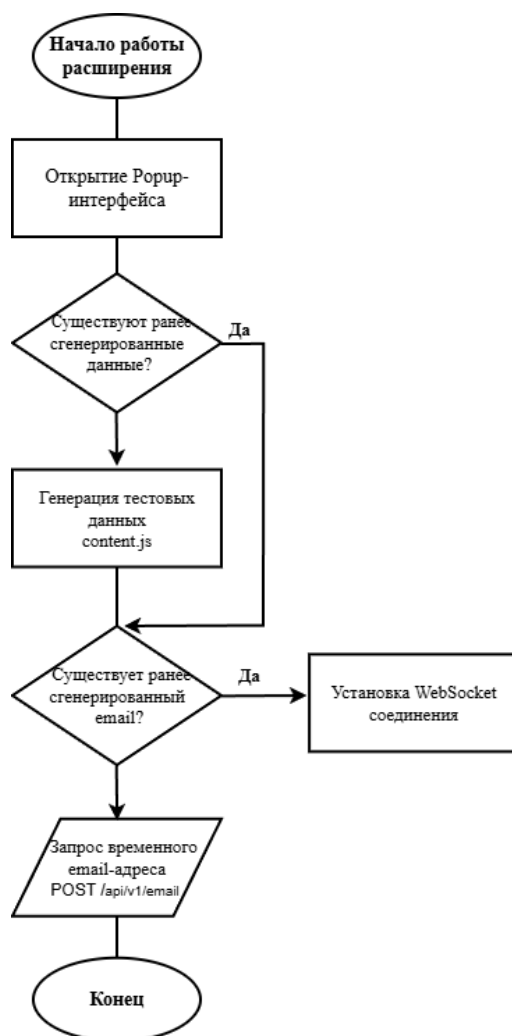 Начало работы
расширения
Открытие Popup-
интерфейса
Существуют ранее
сгенерированные
данные?
Да
Генерация тестовых
данных
content.js
Существует ранее
сгенерированный
email?
Да
Установка WebSocket
соединения
Запрос временного
email-адреса
POST /api/v1/email
Конец